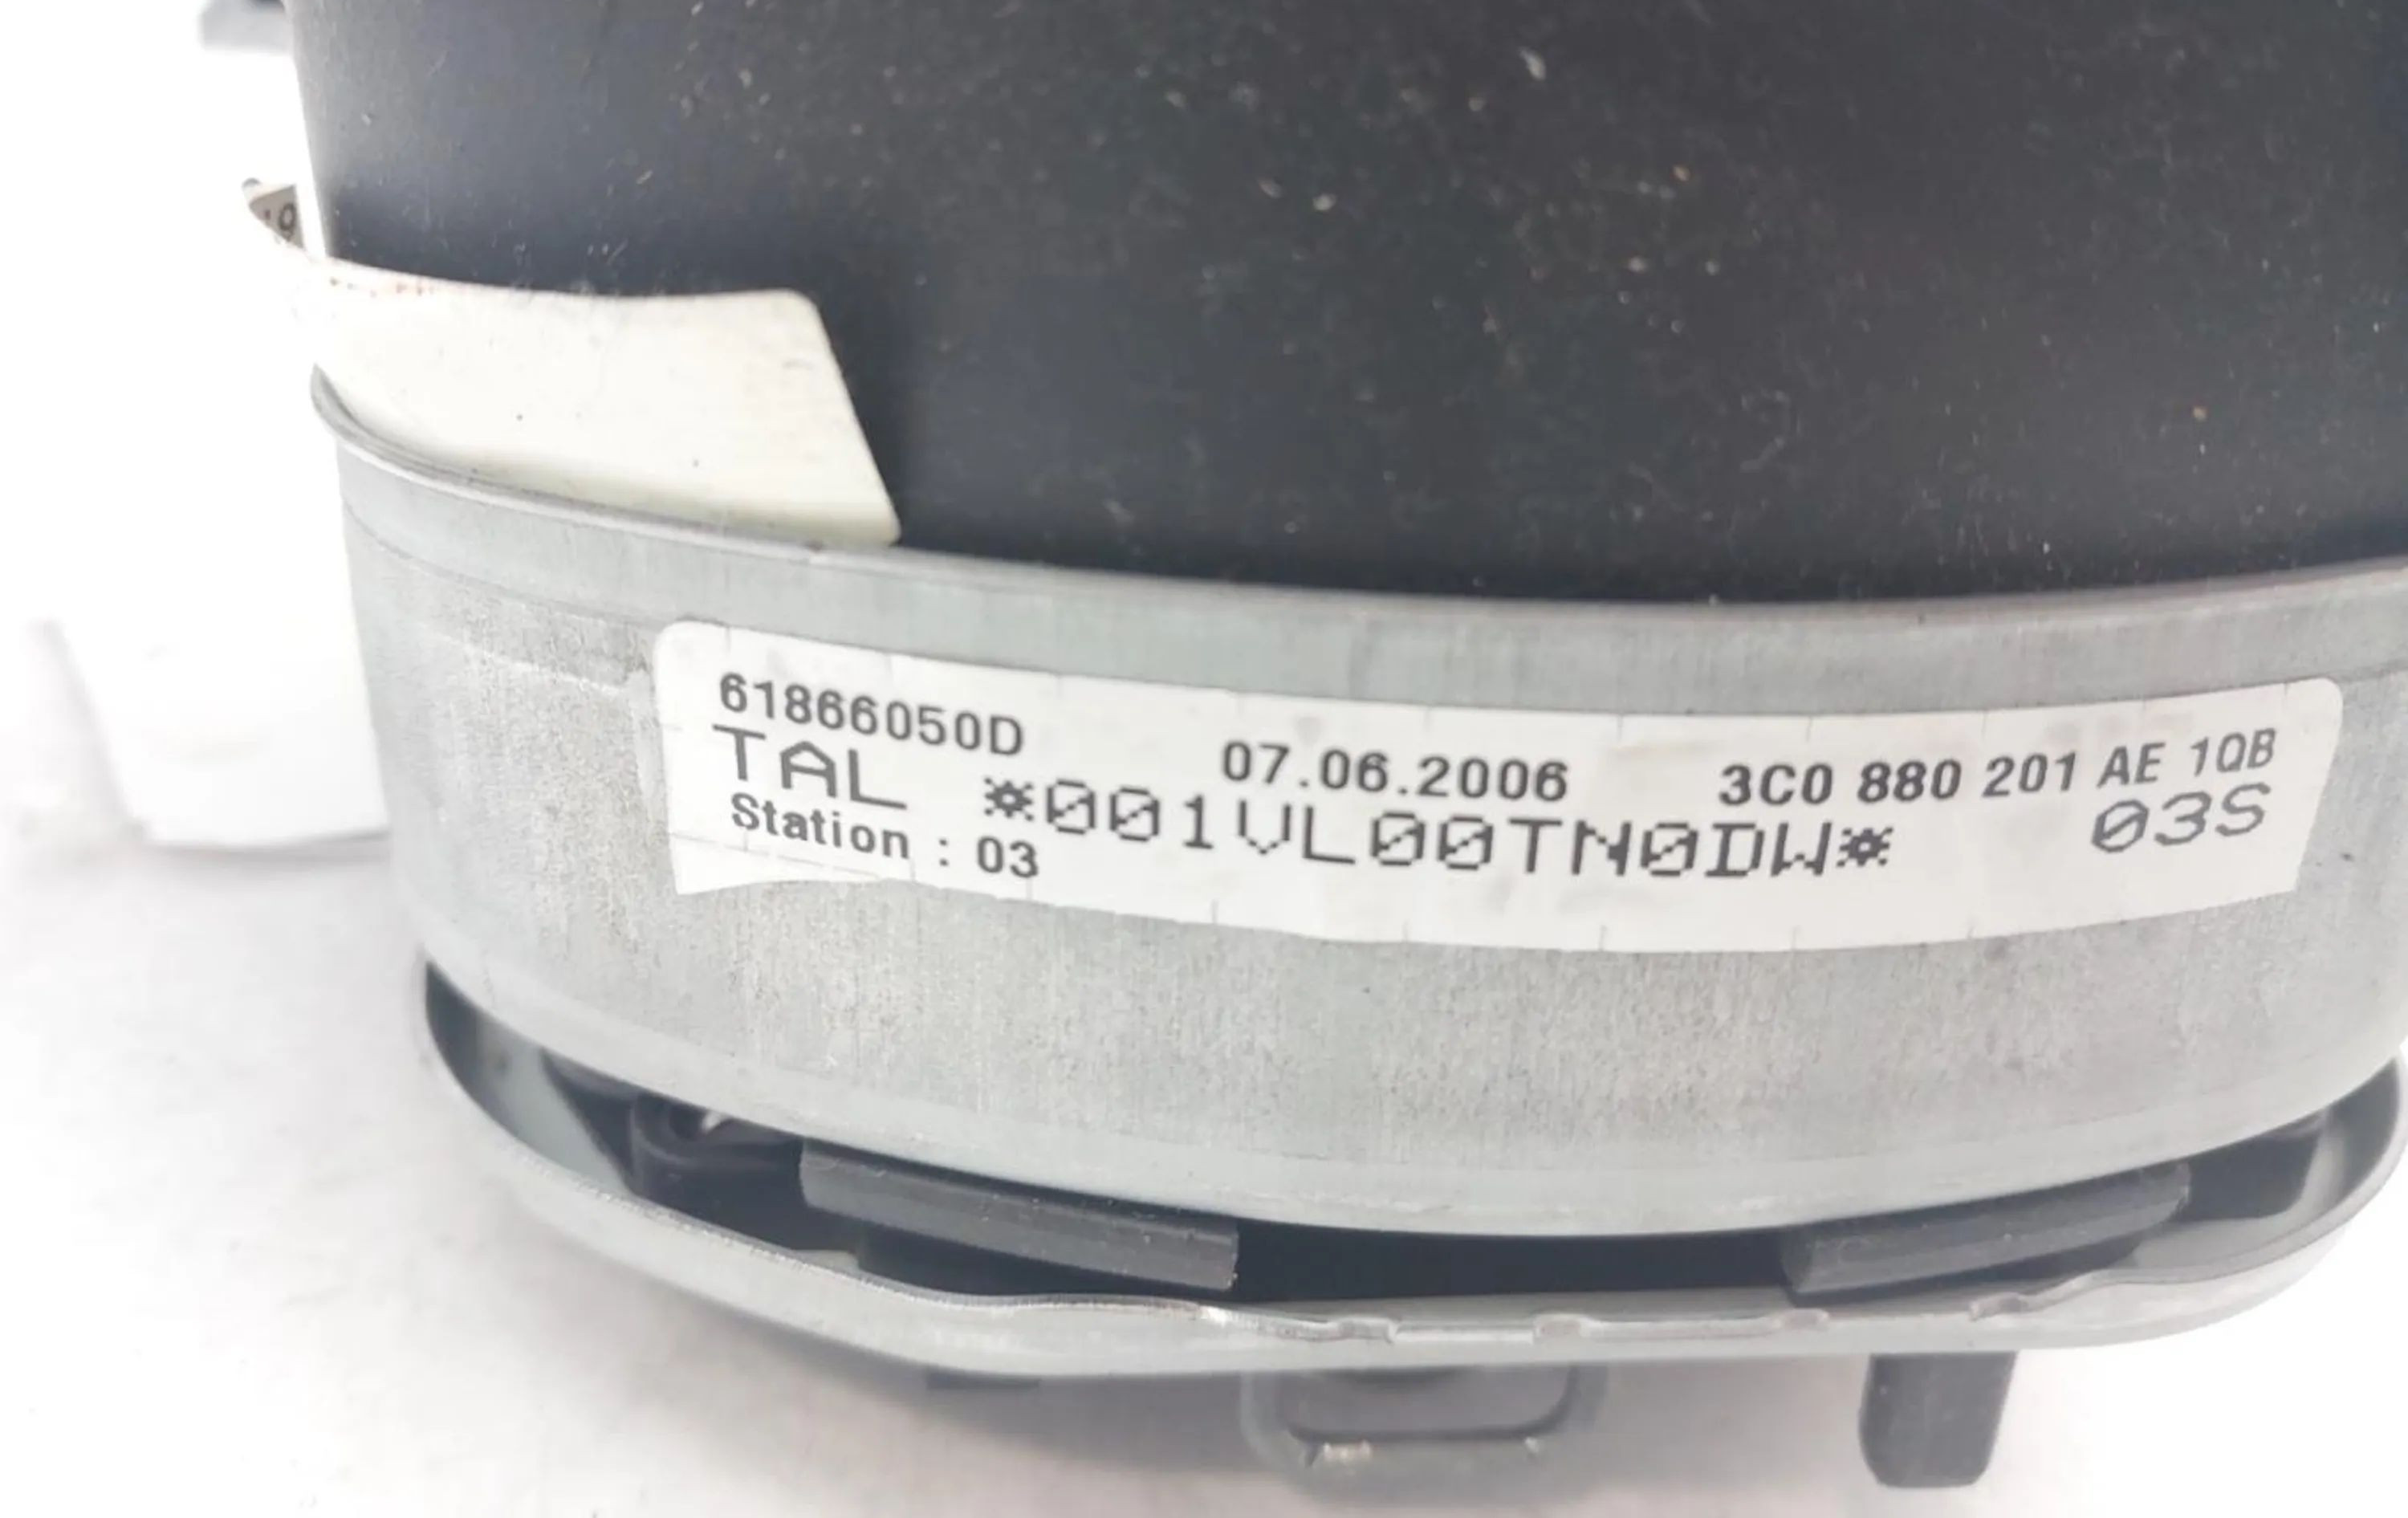 61866050D 07.06.2006 3C0 880 201 AE 1QB
TAL *001VL00TN0DW* 03S
Station : 03